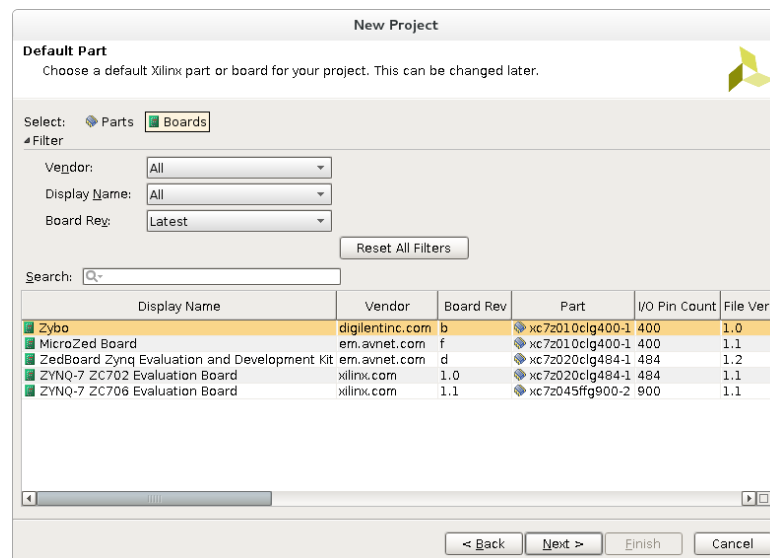 New Project
Default Part
Choose a default Xilinx part or board for your project. This can be changed later.
Select: Parts Boards
Filter
Vendor: All
Display Name: All
Board Rev: Latest
Reset All Filters
Search:
Display Name Vendor Board Rev Part I/O Pin Count File Ver
Zybo digilentinc.com b xc7z010clg400-1 400 1.0
MicroZed Board em.avnet.com f xc7z010clg400-1 400 1.1
ZedBoard Zynq Evaluation and Development Kit em.avnet.com d xc7z020clg484-1 484 1.2
ZYNQ-7 ZC702 Evaluation Board xilinx.com 1.0 xc7z020clg484-1 484 1.1
ZYNQ-7 ZC706 Evaluation Board xilinx.com 1.1 xc7z045ffg900-2 900 1.1
< Back Next > Finish Cancel